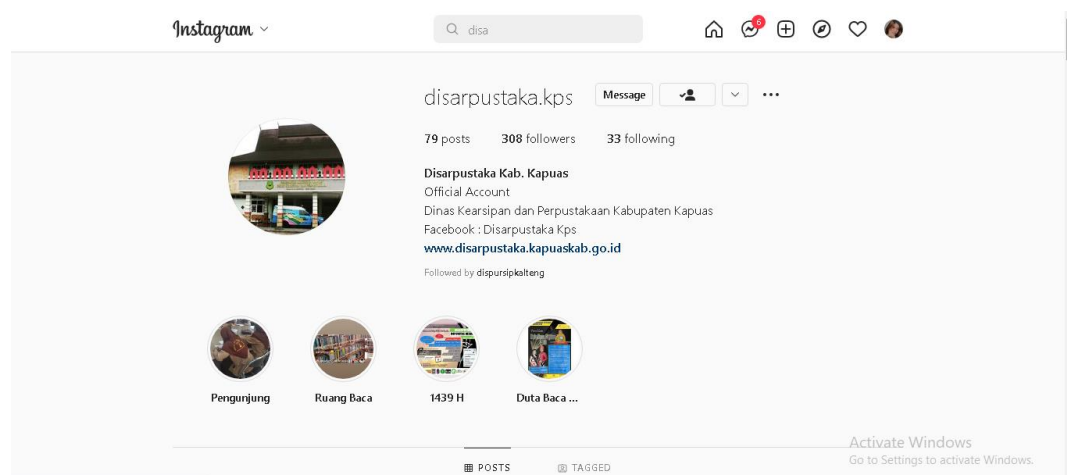 Instagram
disa
6
disarpustaka.kps
Message
79 posts 308 followers 33 following
Disarpustaka Kab. Kapuas
Official Account
Dinas Kearsipan dan Perpustakaan Kabupaten Kapuas
Facebook : Disarpustaka Kps
www.disarpustaka.kapuaskab.go.id
Followed by dispursipkalteng
Pengunjung Ruang Baca 1439 H Duta Baca ...
Activate Windows
Go to Settings to activate Windows.
POSTS TAGGED